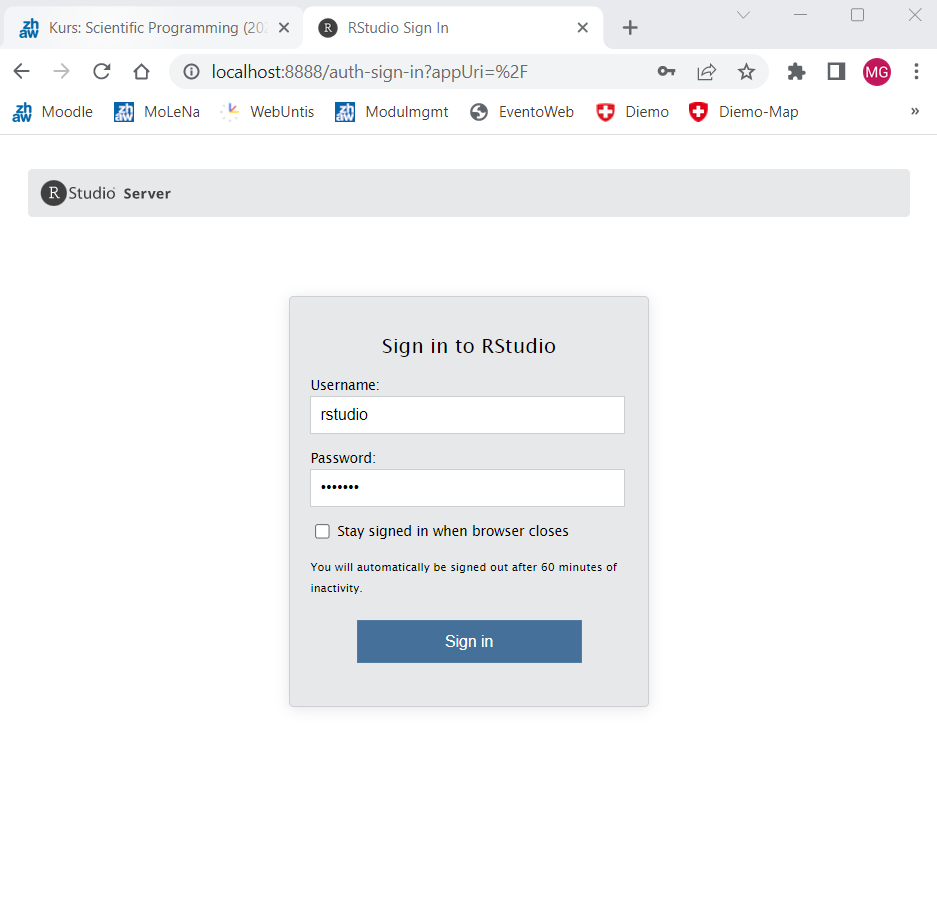 zh aw Kurs: Scientific Programming (202 R RStudio Sign In
localhost:8888/auth-sign-in?appUri=%2F MG
zh aw Moodle zh aw MoLeNa WebUntis zh aw Modulmgmt EventoWeb Diemo Diemo-Map »
R Studio Server
Sign in to RStudio
Username:
rstudio
Password:
•••••••
Stay signed in when browser closes
You will automatically be signed out after 60 minutes of
inactivity.
Sign in